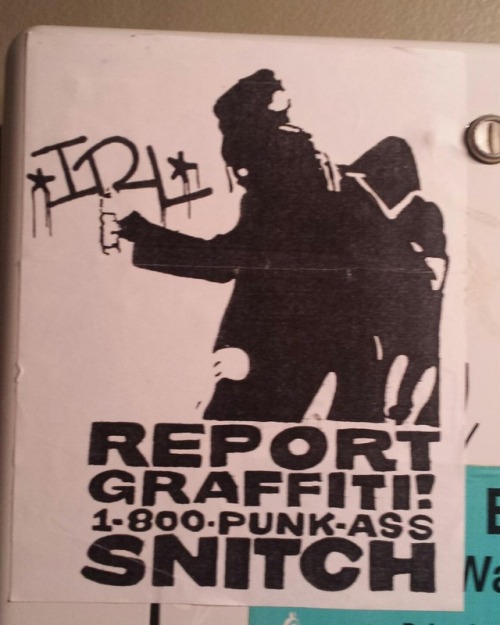 *IRL*
REPORT
GRAFFITI!
1-800-PUNK-ASS
SNITCH